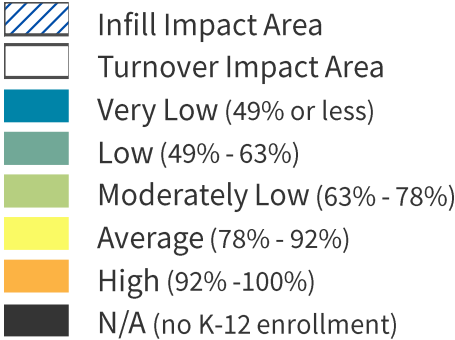 Infill Impact Area
Turnover Impact Area
Very Low (49% or less)
Low (49% - 63%)
Moderately Low (63% - 78%)
Average (78% - 92%)
High (92% -100%)
N/A (no K-12 enrollment)